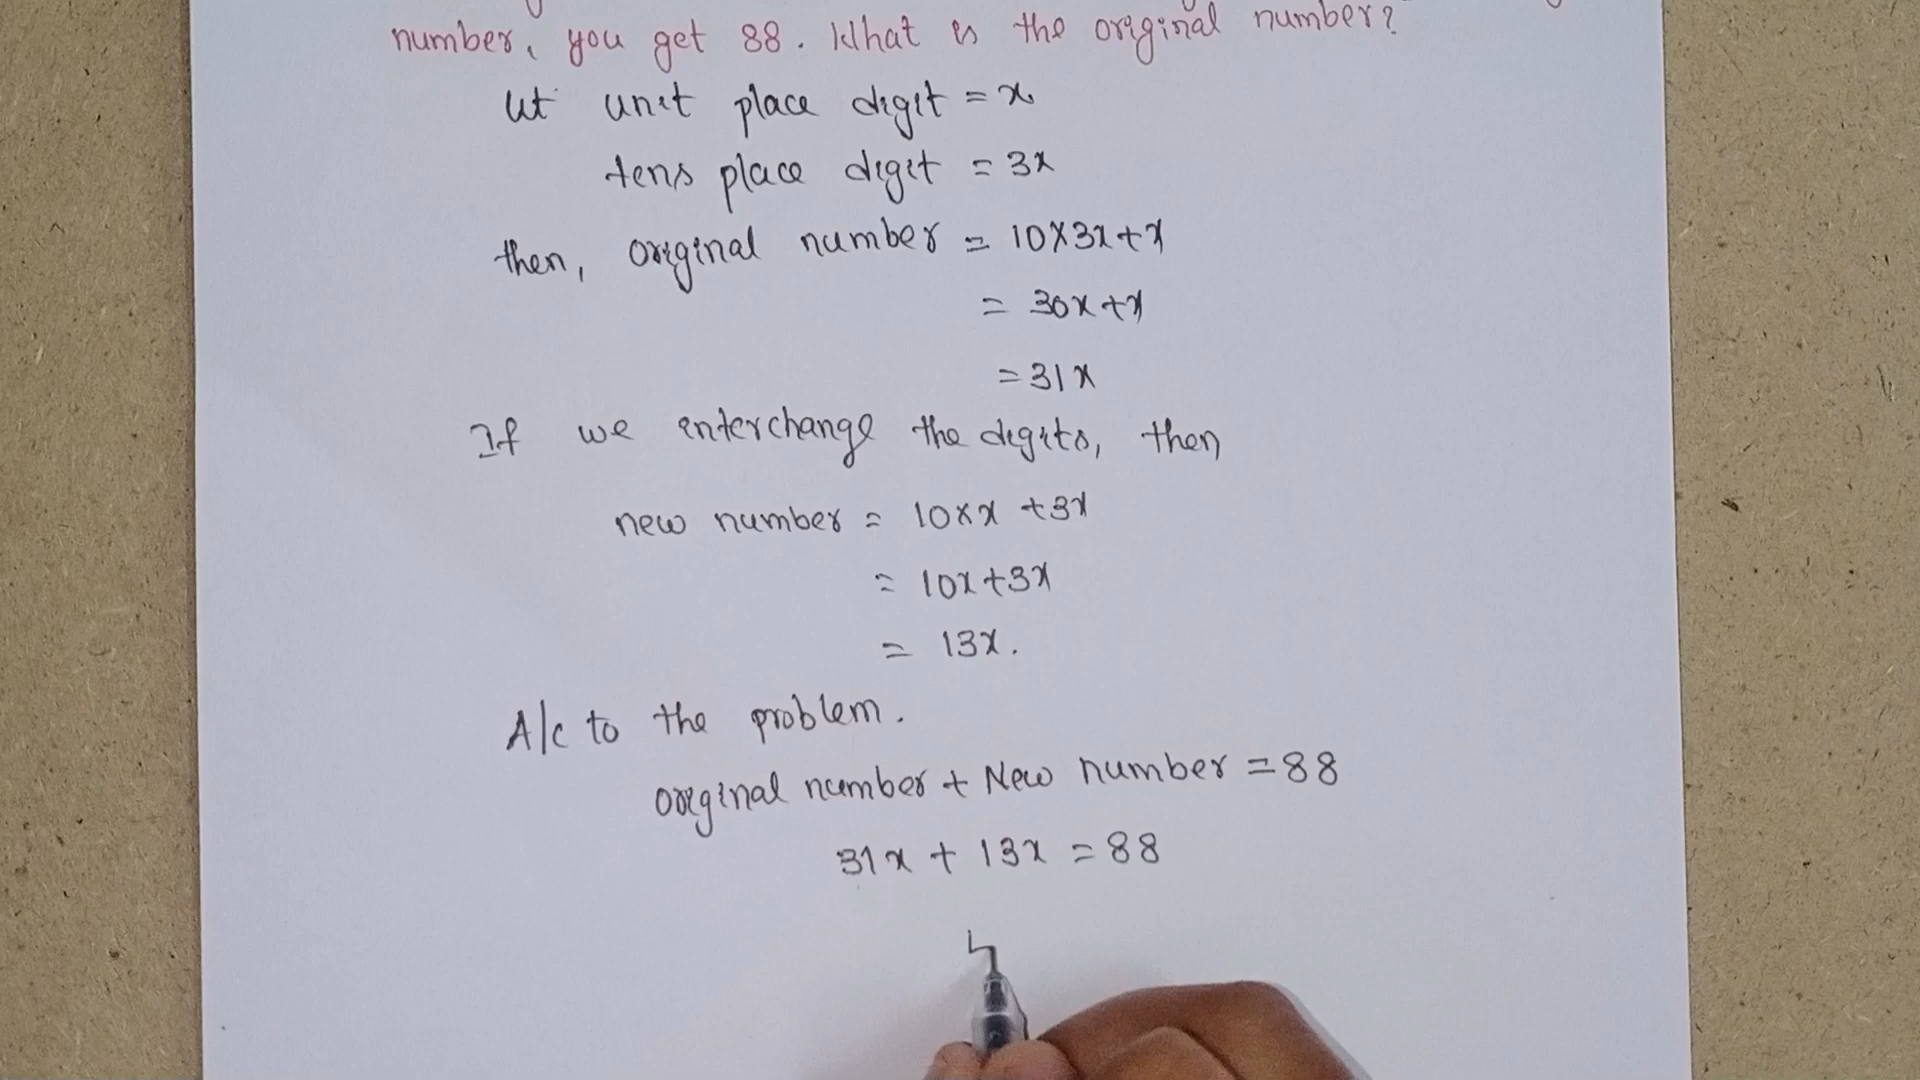 number, you get 88. What is the original number?
Let unit place digit = x
tens place digit = 3x
then, original number = 10×3x+x
= 30x+x
= 31x
If we interchange the digits, then
new number = 10×x +3x
= 10x+3x
= 13x.
A/c to the problem.
original number + New number = 88
31x + 13x = 88
4